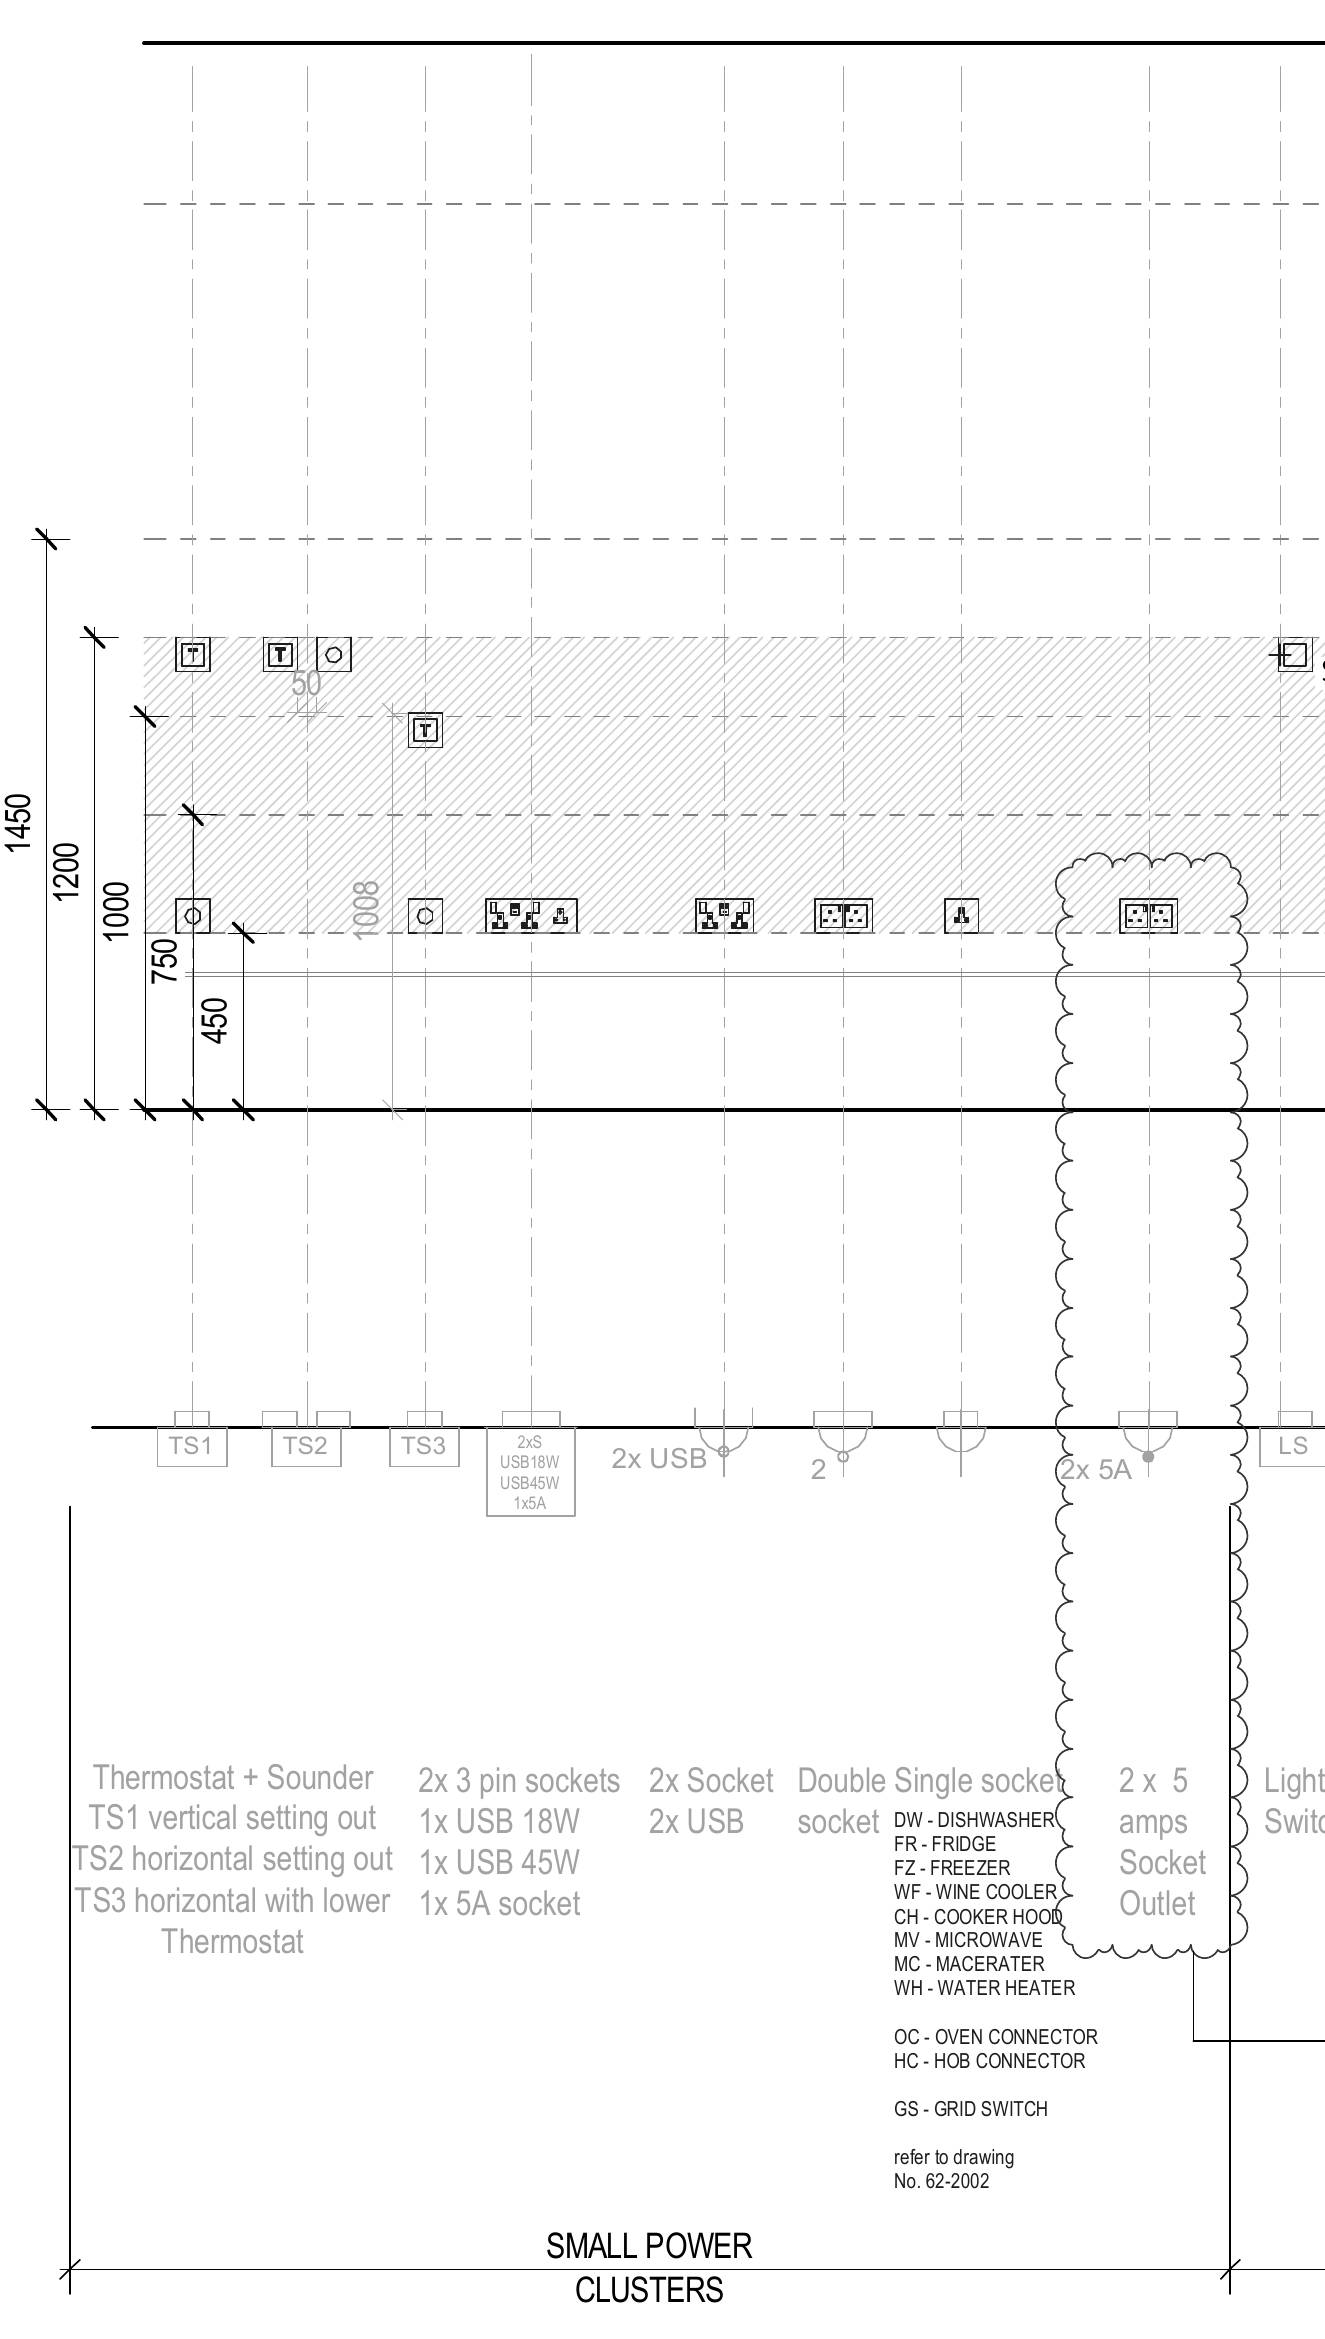 T
T
50
T
1450
1200
1000
750
450
1008
TS1
TS2
TS3
2xS
USB18W
USB45W
1x5A
2x USB
2
2x 5A
LS
Thermostat + Sounder
TS1 vertical setting out
TS2 horizontal setting out
TS3 horizontal with lower
Thermostat
2x 3 pin sockets
1x USB 18W
1x USB 45W
1x 5A socket
2x Socket
2x USB
Double
socket
Single socket
DW - DISHWASHER
FR - FRIDGE
FZ - FREEZER
WF - WINE COOLER
CH - COOKER HOOD
MV - MICROWAVE
MC - MACERATER
WH - WATER HEATER
OC - OVEN CONNECTOR
HC - HOB CONNECTOR
GS - GRID SWITCH
refer to drawing
No. 62-2002
2 x 5
amps
Socket
Outlet
Light
SMALL POWER
CLUSTERS